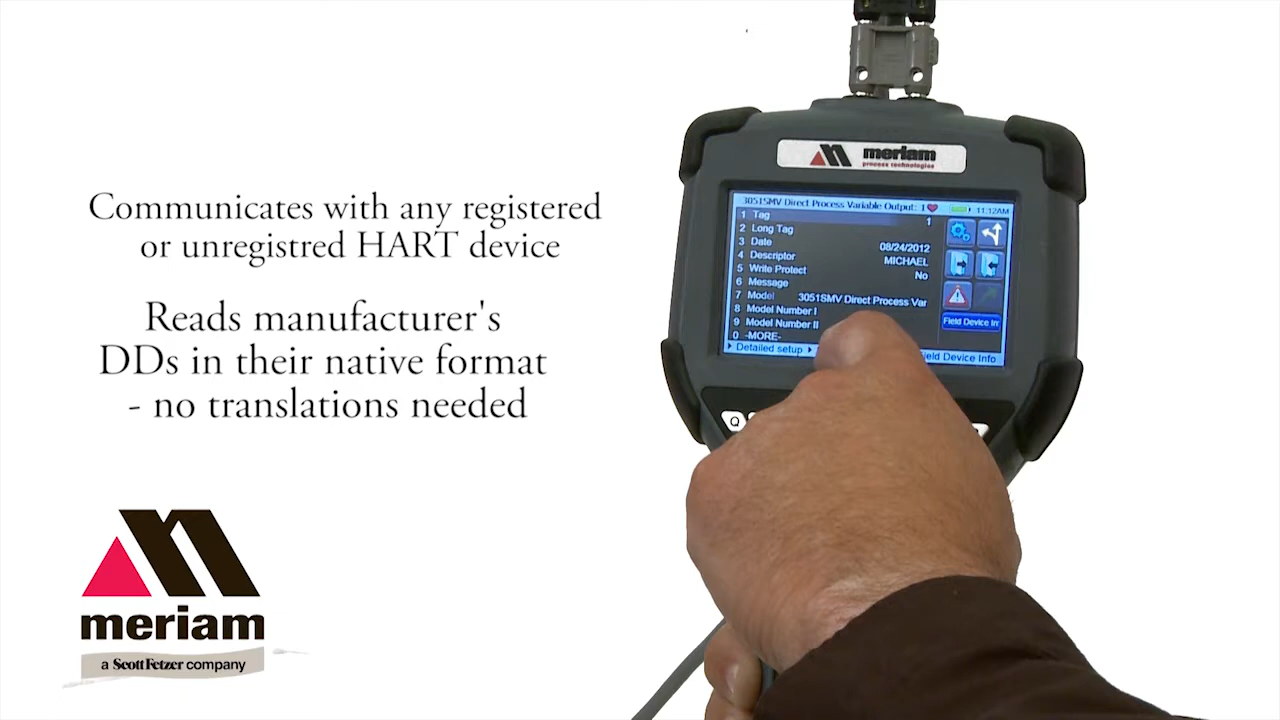 Communicates with any registered
or unregistred HART device
Reads manufacturer's
DDs in their native format
- no translations needed
meriam
a ScottFetzer company
meriam
process technologies
3051SMV Direct Process Variable Output: 1
11:12AM
1 Tag 1
2 Long Tag
3 Date 08/24/2012
4 Descriptor MICHAEL
5 Write Protect No
6 Message
7 Model 3051SMV Direct Process Var
8 Model Number I
9 Model Number II
0 -MORE-
Field Device In
Detailed setup
Field Device Info
Q